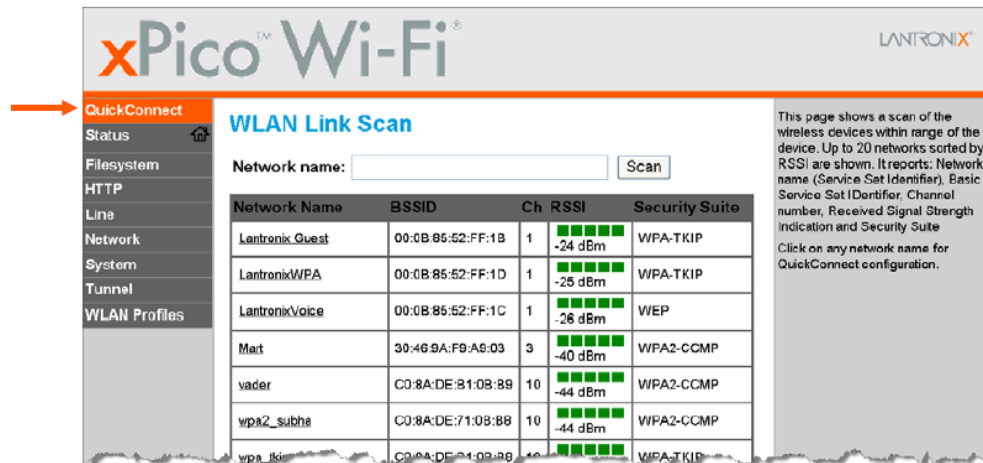 xPico™ Wi-Fi®
LANTRONIX®
QuickConnect
Status
Filesystem
HTTP
Line
Network
System
Tunnel
WLAN Profiles
WLAN Link Scan
Network name:
Scan
Network Name BSSID Ch RSSI Security Suite
Lantronix Guest 00:0B:85:52:FF:1B 1 -24 dBm WPA-TKIP
LantronixWPA 00:0B:85:52:FF:1D 1 -25 dBm WPA-TKIP
LantronixVoice 00:0B:85:52:FF:1C 1 -26 dBm WEP
Mart 30:46:9A:F9:A9:03 3 -40 dBm WPA2-CCMP
vader C0:8A:DE:B1:0B:B9 10 -44 dBm WPA2-CCMP
wpa2_subha C0:8A:DE:71:0B:B8 10 -44 dBm WPA2-CCMP
WPA-TKIP
This page shows a scan of the
wireless devices within range of the
device. Up to 20 networks sorted by
RSSI are shown. It reports: Network
name (Service Set Identifier), Basic
Service Set IDentifier, Channel
number, Received Signal Strength
Indication and Security Suite
Click on any network name for
QuickConnect configuration.